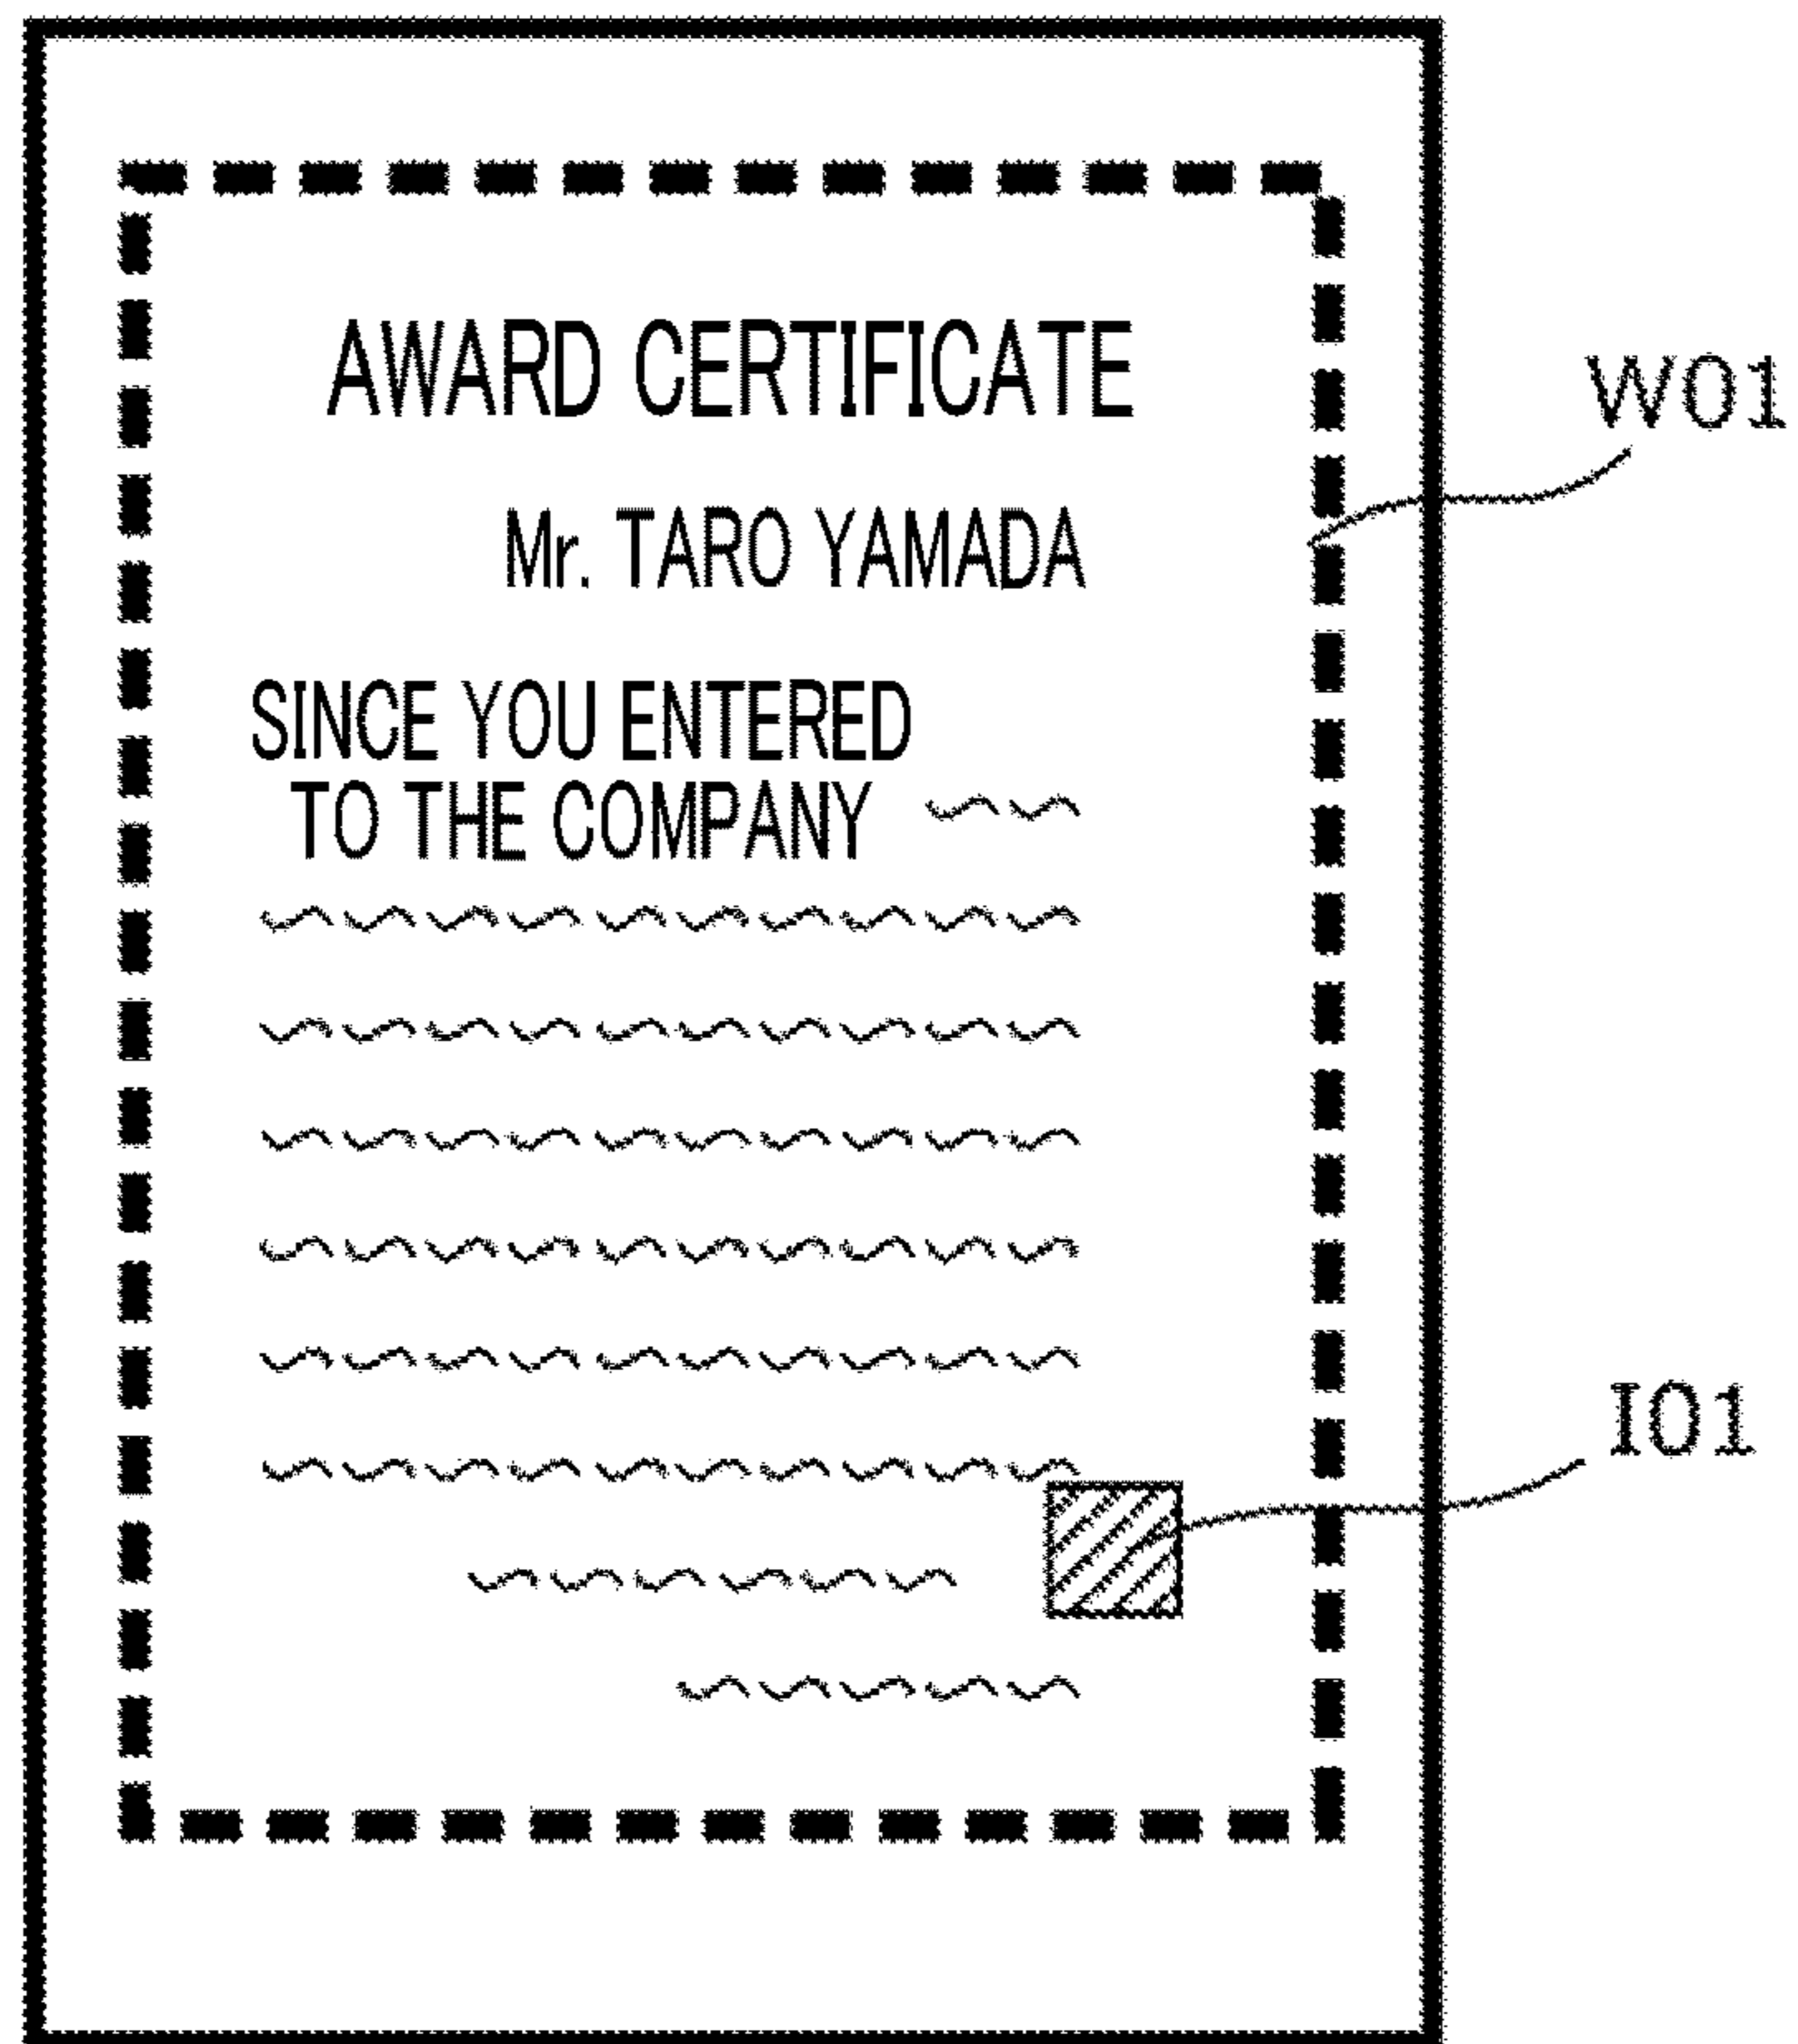 AWARD CERTIFICATE
W01
Mr. TARO YAMADA
SINCE YOU ENTERED
TO THE COMPANY
I01